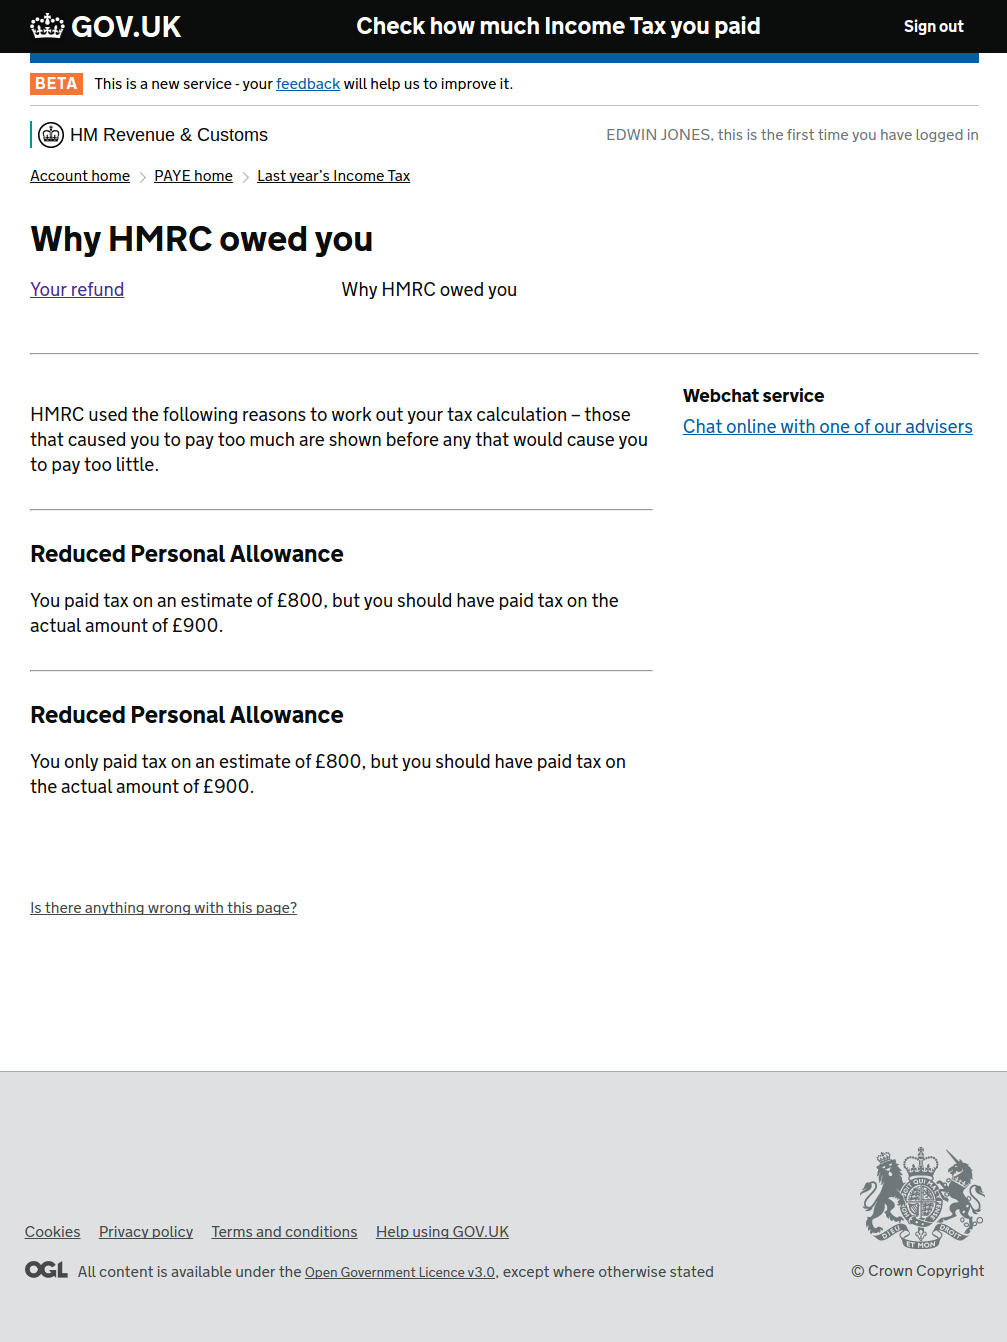 GOV.UK
Check how much Income Tax you paid
Sign out
BETA This is a new service - your feedback will help us to improve it.
HM Revenue & Customs
EDWIN JONES, this is the first time you have logged in
Account home
PAYE home
Last year's Income Tax
Why HMRC owed you
Your refund
Why HMRC owed you
HMRC used the following reasons to work out your tax calculation – those
that caused you to pay too much are shown before any that would cause you
to pay too little.
Webchat service
Chat online with one of our advisers
Reduced Personal Allowance
You paid tax on an estimate of £800, but you should have paid tax on the
actual amount of £900.
Reduced Personal Allowance
You only paid tax on an estimate of £800, but you should have paid tax on
the actual amount of £900.
Is there anything wrong with this page?
Cookies
Privacy policy
Terms and conditions
Help using GOV.UK
OGL All content is available under the Open Government Licence v3.0, except where otherwise stated
DIEU ET MON DROIT
© Crown Copyright